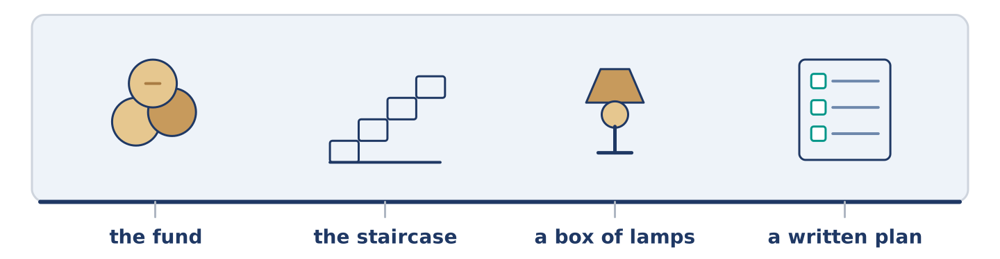 the fund
the staircase
a box of lamps
a written plan